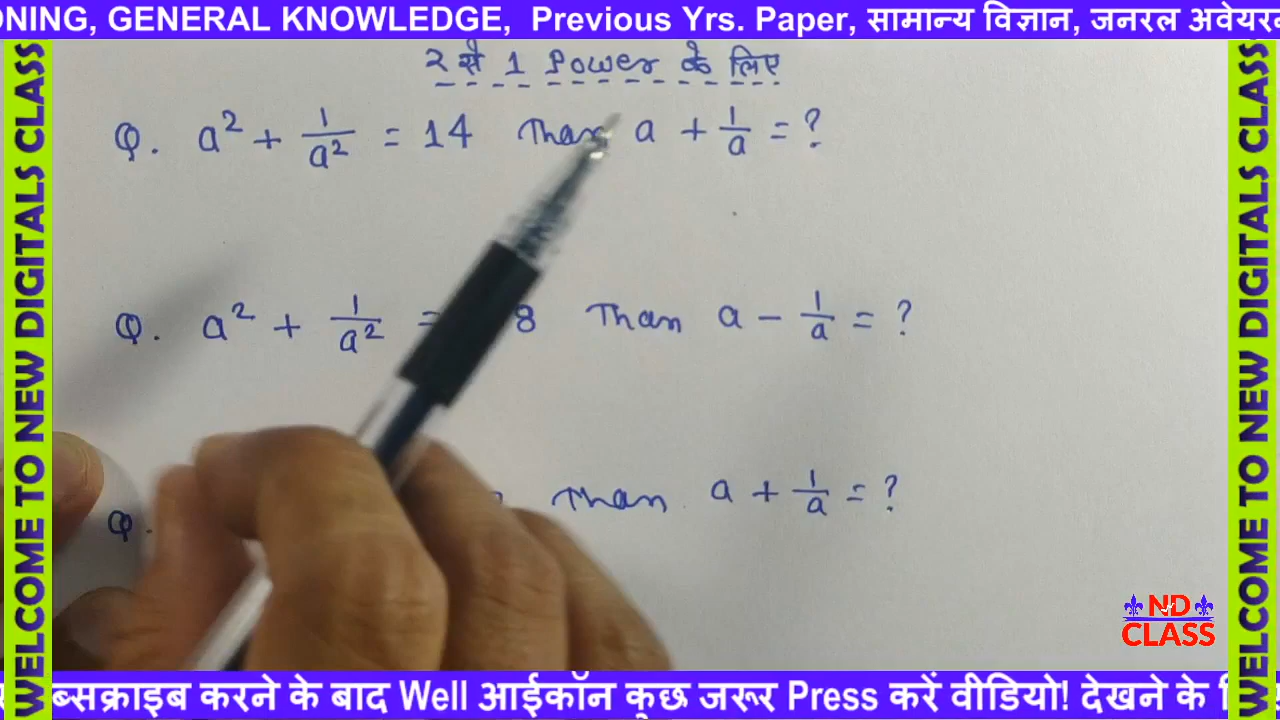 ONING, GENERAL KNOWLEDGE, Previous Yrs. Paper, सामान्य विज्ञान, जनरल अवेयरन
WELCOME TO NEW DIGITALS CLASS
WELCOME TO NEW DIGITALS CLASS
२ से 1 Power के लिए
Q. a² + 1/a² = 14 Than a + 1/a = ?
Q. a² + 1/a² = 8 Than a - 1/a = ?
Q. Than a + 1/a = ?
ND
CLASS
ब्सक्राइब करने के बाद Well आईकॉन कुछ जरूर Press करें वीडियो! देखने के